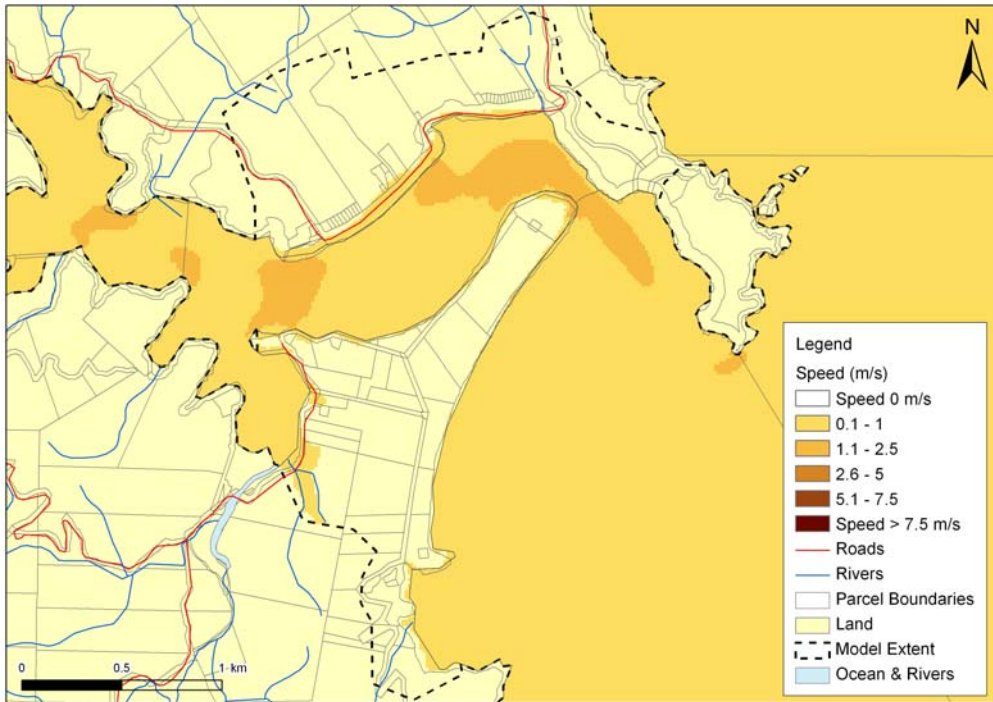 N
Legend
Speed (m/s)
Speed 0 m/s
0.1 - 1
1.1 - 2.5
2.6 - 5
5.1 - 7.5
Speed > 7.5 m/s
Roads
Rivers
Parcel Boundaries
Land
Model Extent
Ocean & Rivers
0 0.5 1 km